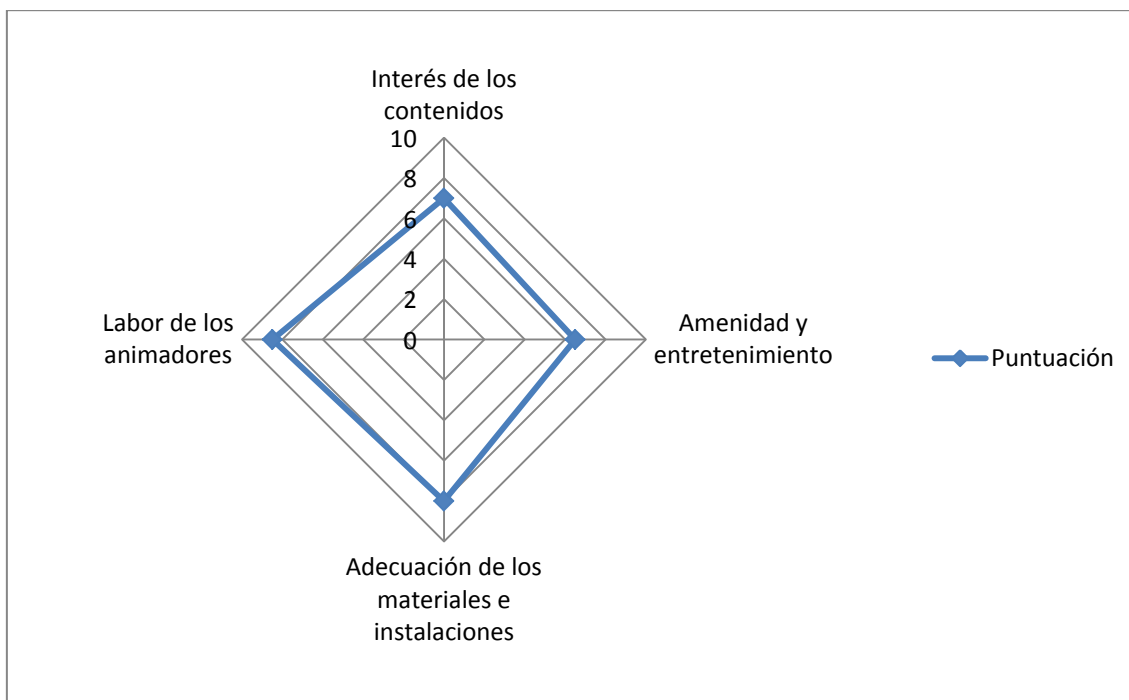 Interés de los
contenidos
10
8
6
4
2
0
Labor de los
animadores
Amenidad y
entretenimiento
Puntuación
Adecuación de los
materiales e
instalaciones